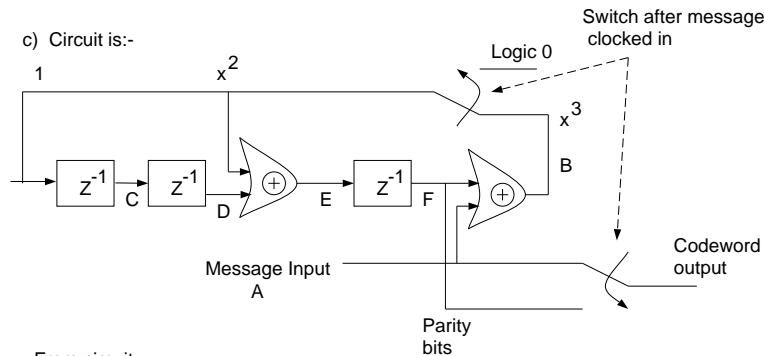 c) Circuit is:-
Switch after message
clocked in
Logic 0
1
x^2
x^3
z^-1
z^-1
z^-1
C
D
E
F
B
+
+
Message Input
A
Codeword
output
Parity
bits